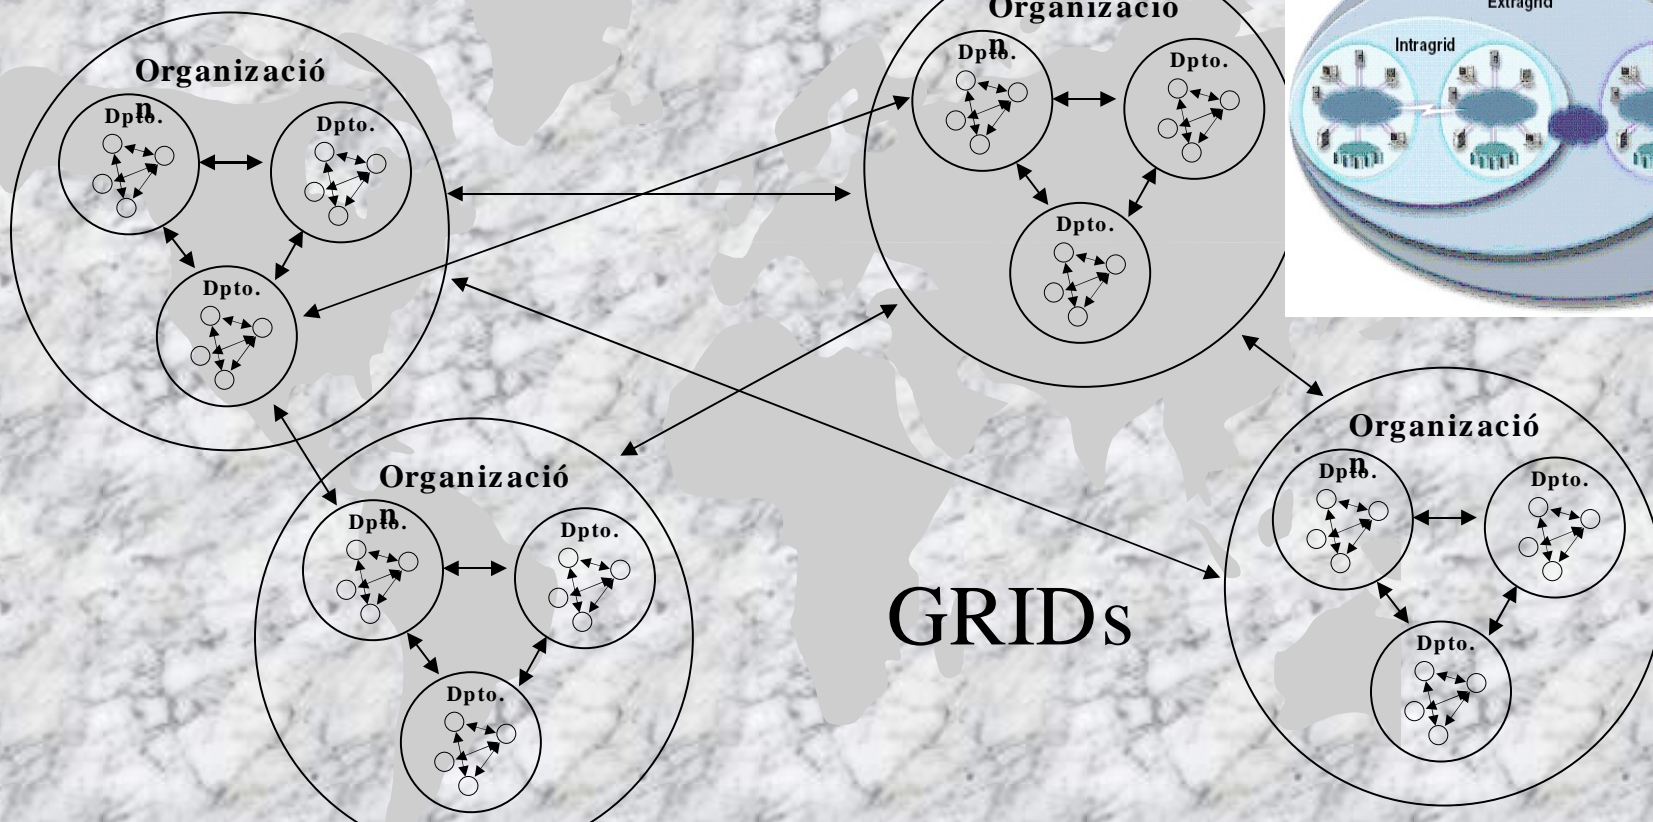 Organizació
n
Dpto.
Dpto.
Dpto.
Organizació
n
Dpto.
Dpto.
Dpto.
Extragrid
Intragrid
Organizació
n
Dpto.
Dpto.
Dpto.
GRIDs
Organizació
n
Dpto.
Dpto.
Dpto.